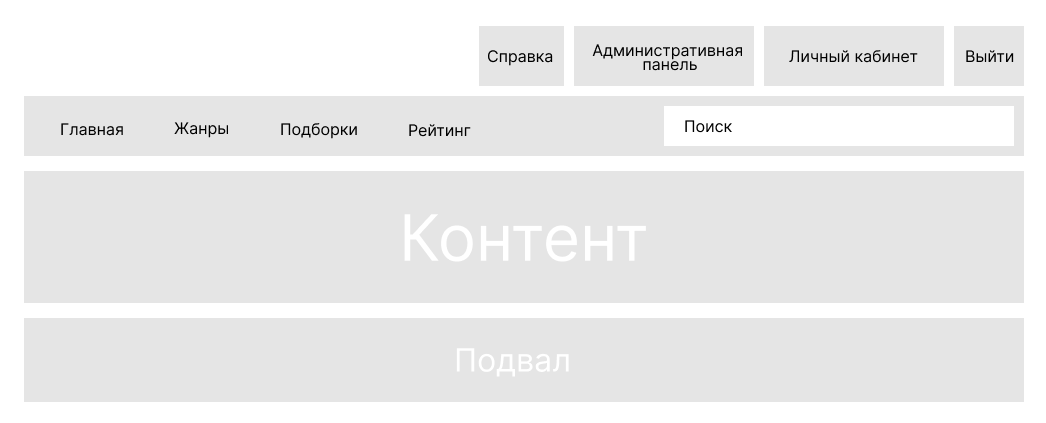 Справка
Административная
панель
Личный кабинет
Выйти
Главная
Жанры
Подборки
Рейтинг
Поиск
Контент
Подвал